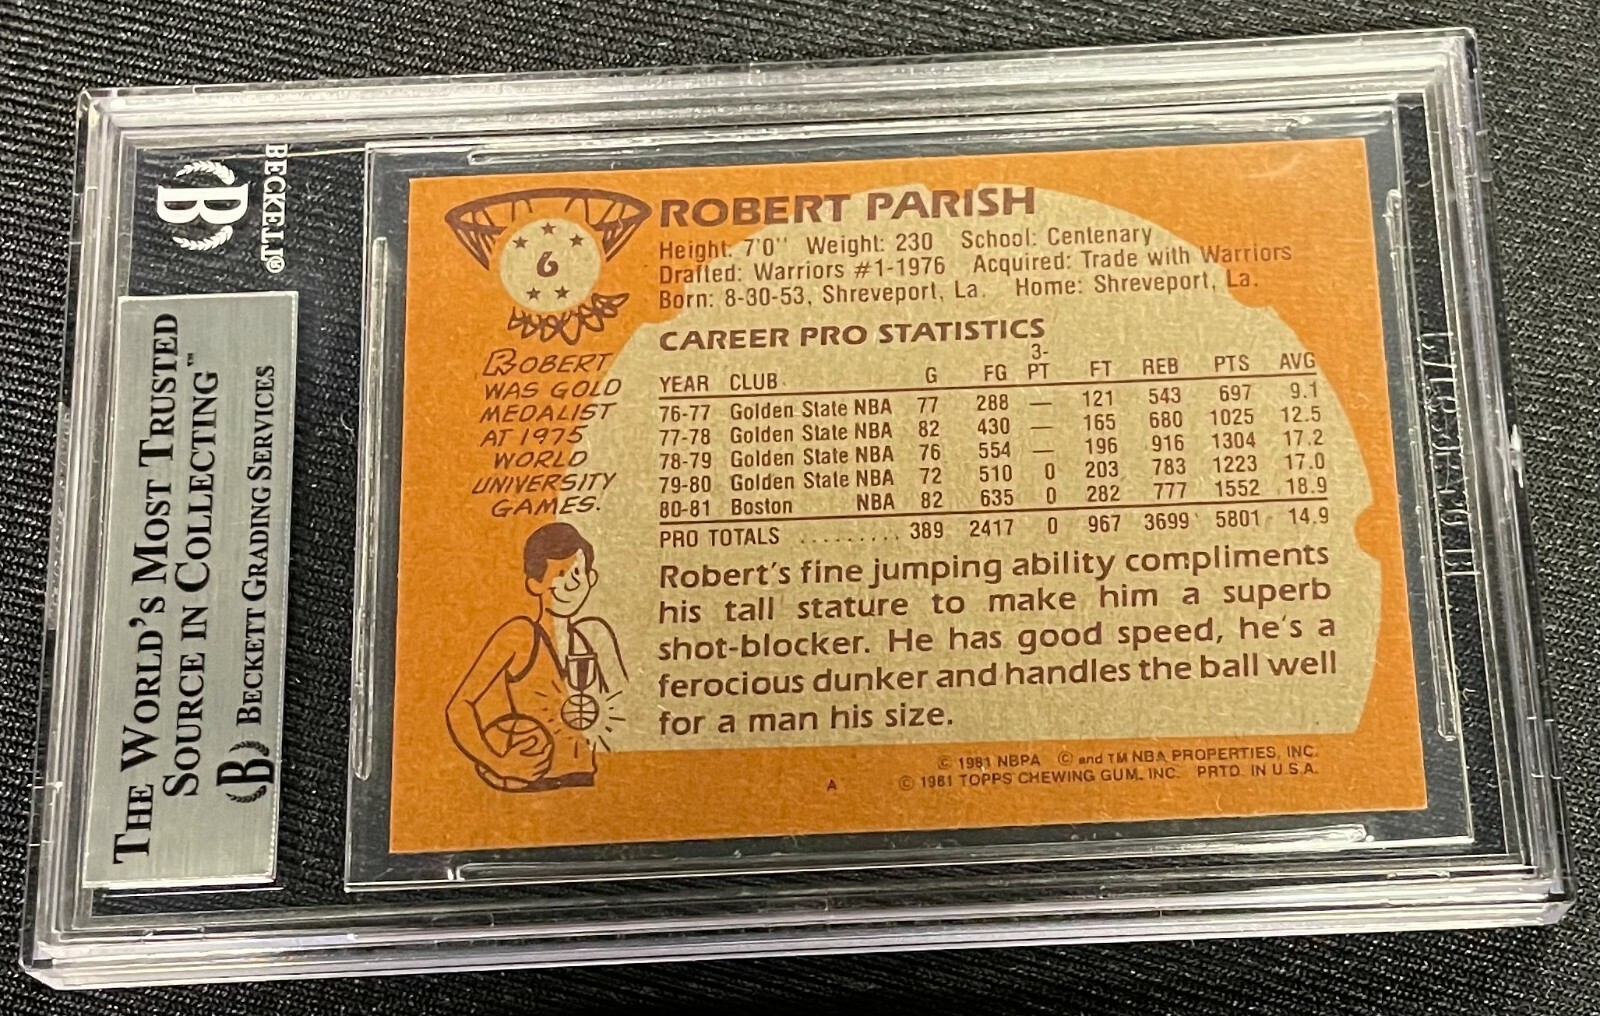 BECKETT®
B
THE WORLD'S MOST TRUSTED
SOURCE IN COLLECTING™
B BECKETT GRADING SERVICES
6
ROBERT PARISH
Height: 7'0" Weight: 230 School: Centenary
Drafted: Warriors #1-1976 Acquired: Trade with Warriors
Born: 8-30-53, Shreveport, La. Home: Shreveport, La.
ROBERT
WAS GOLD
MEDALIST
AT 1975
WORLD
UNIVERSITY
GAMES.
CAREER PRO STATISTICS
YEAR CLUB G FG 3-PT FT REB PTS AVG
76-77 Golden State NBA 77 288 — 121 543 697 9.1
77-78 Golden State NBA 82 430 — 165 680 1025 12.5
78-79 Golden State NBA 76 554 — 196 916 1304 17.2
79-80 Golden State NBA 72 510 0 203 783 1223 17.0
80-81 Boston NBA 82 635 0 282 777 1552 18.9
PRO TOTALS ......... 389 2417 0 967 3699 5801 14.9
Robert's fine jumping ability compliments
his tall stature to make him a superb
shot-blocker. He has good speed, he's a
ferocious dunker and handles the ball well
for a man his size.
© 1981 NBPA © and TM NBA PROPERTIES, INC.
A © 1981 TOPPS CHEWING GUM, INC. PRTD. IN U.S.A.